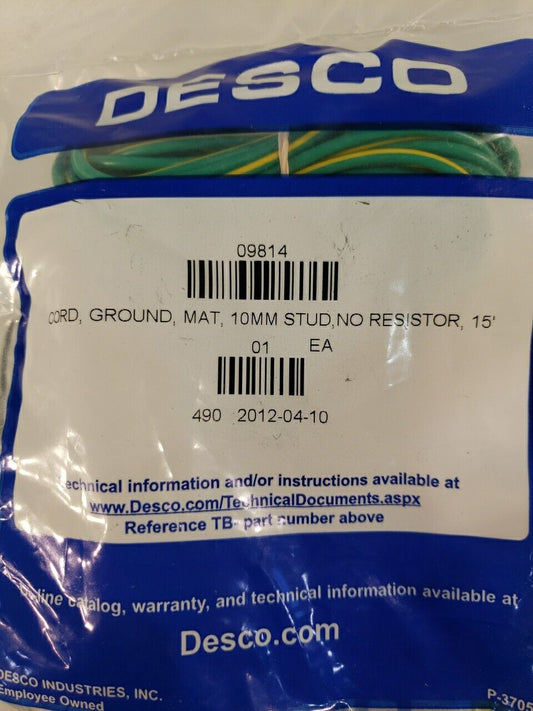 DESCO
09814
CORD, GROUND, MAT, 10MM STUD,NO RESISTOR, 15'
01 EA
490 2012-04-10
Technical information and/or instructions available at
www.Desco.com/TechnicalDocuments.aspx
Reference TB- part number above
Online catalog, warranty, and technical information available at
Desco.com
DESCO INDUSTRIES, INC.
Employee Owned
P-3705